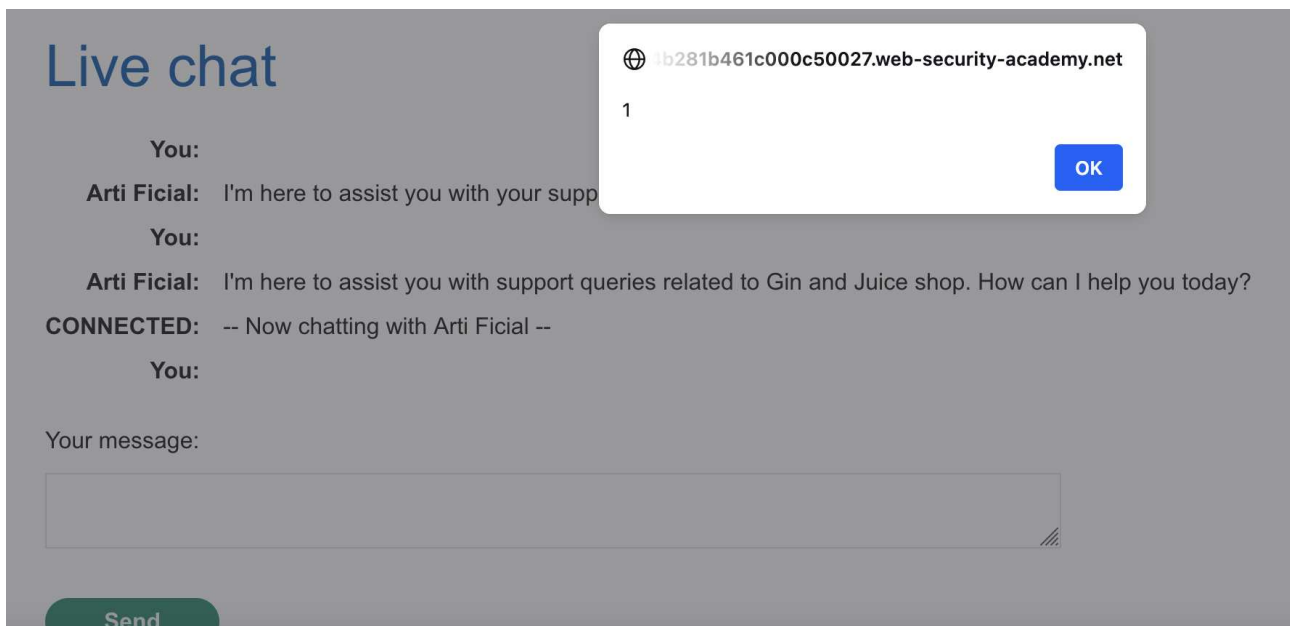 Live chat
b281b461c000c50027.web-security-academy.net
1
OK
You:
Arti Ficial: I'm here to assist you with your supp
You:
Arti Ficial: I'm here to assist you with support queries related to Gin and Juice shop. How can I help you today?
CONNECTED: -- Now chatting with Arti Ficial --
You:
Your message:
Send